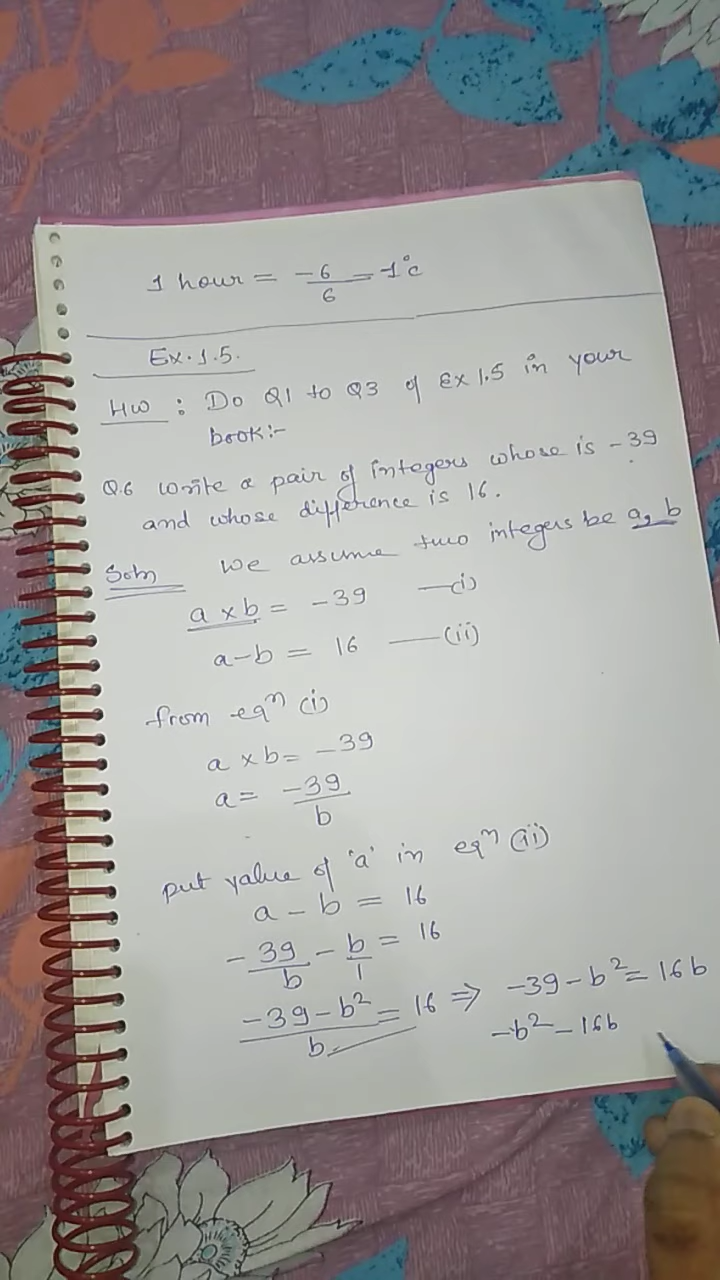 1 hour = -6/6 = -1°c
Ex. 1.5.
HW : Do Q1 to Q3 of Ex 1.5 in your
book:-
Q.6 Write a pair of integers whose is -39
and whose difference is 16.
Soln We assume two integers be a, b
a × b = -39 —(i)
a-b = 16 —(ii)
from eqⁿ (i)
a × b = -39
a = -39/b
put value of 'a' in eqⁿ (ii)
a - b = 16
-39/b - b/1 = 16
-39-b²/b = 16 ⇒ -39-b² = 16b
-b² - 16b